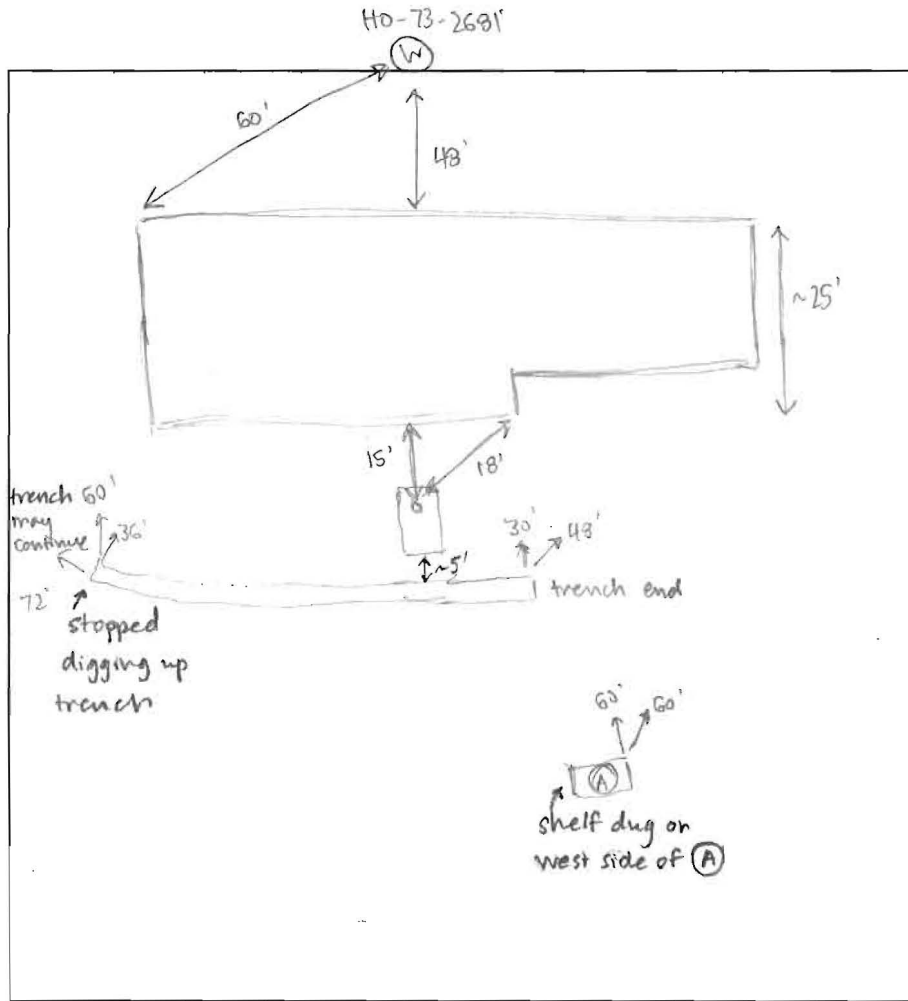 HO-73-2681
W
60'
48'
~25'
15'
18'
trench 60'
may
continue
36'
30'
48'
~5'
72'
trench end
stopped
digging up
trench
60'
60'
A
shelf dug on
west side of A